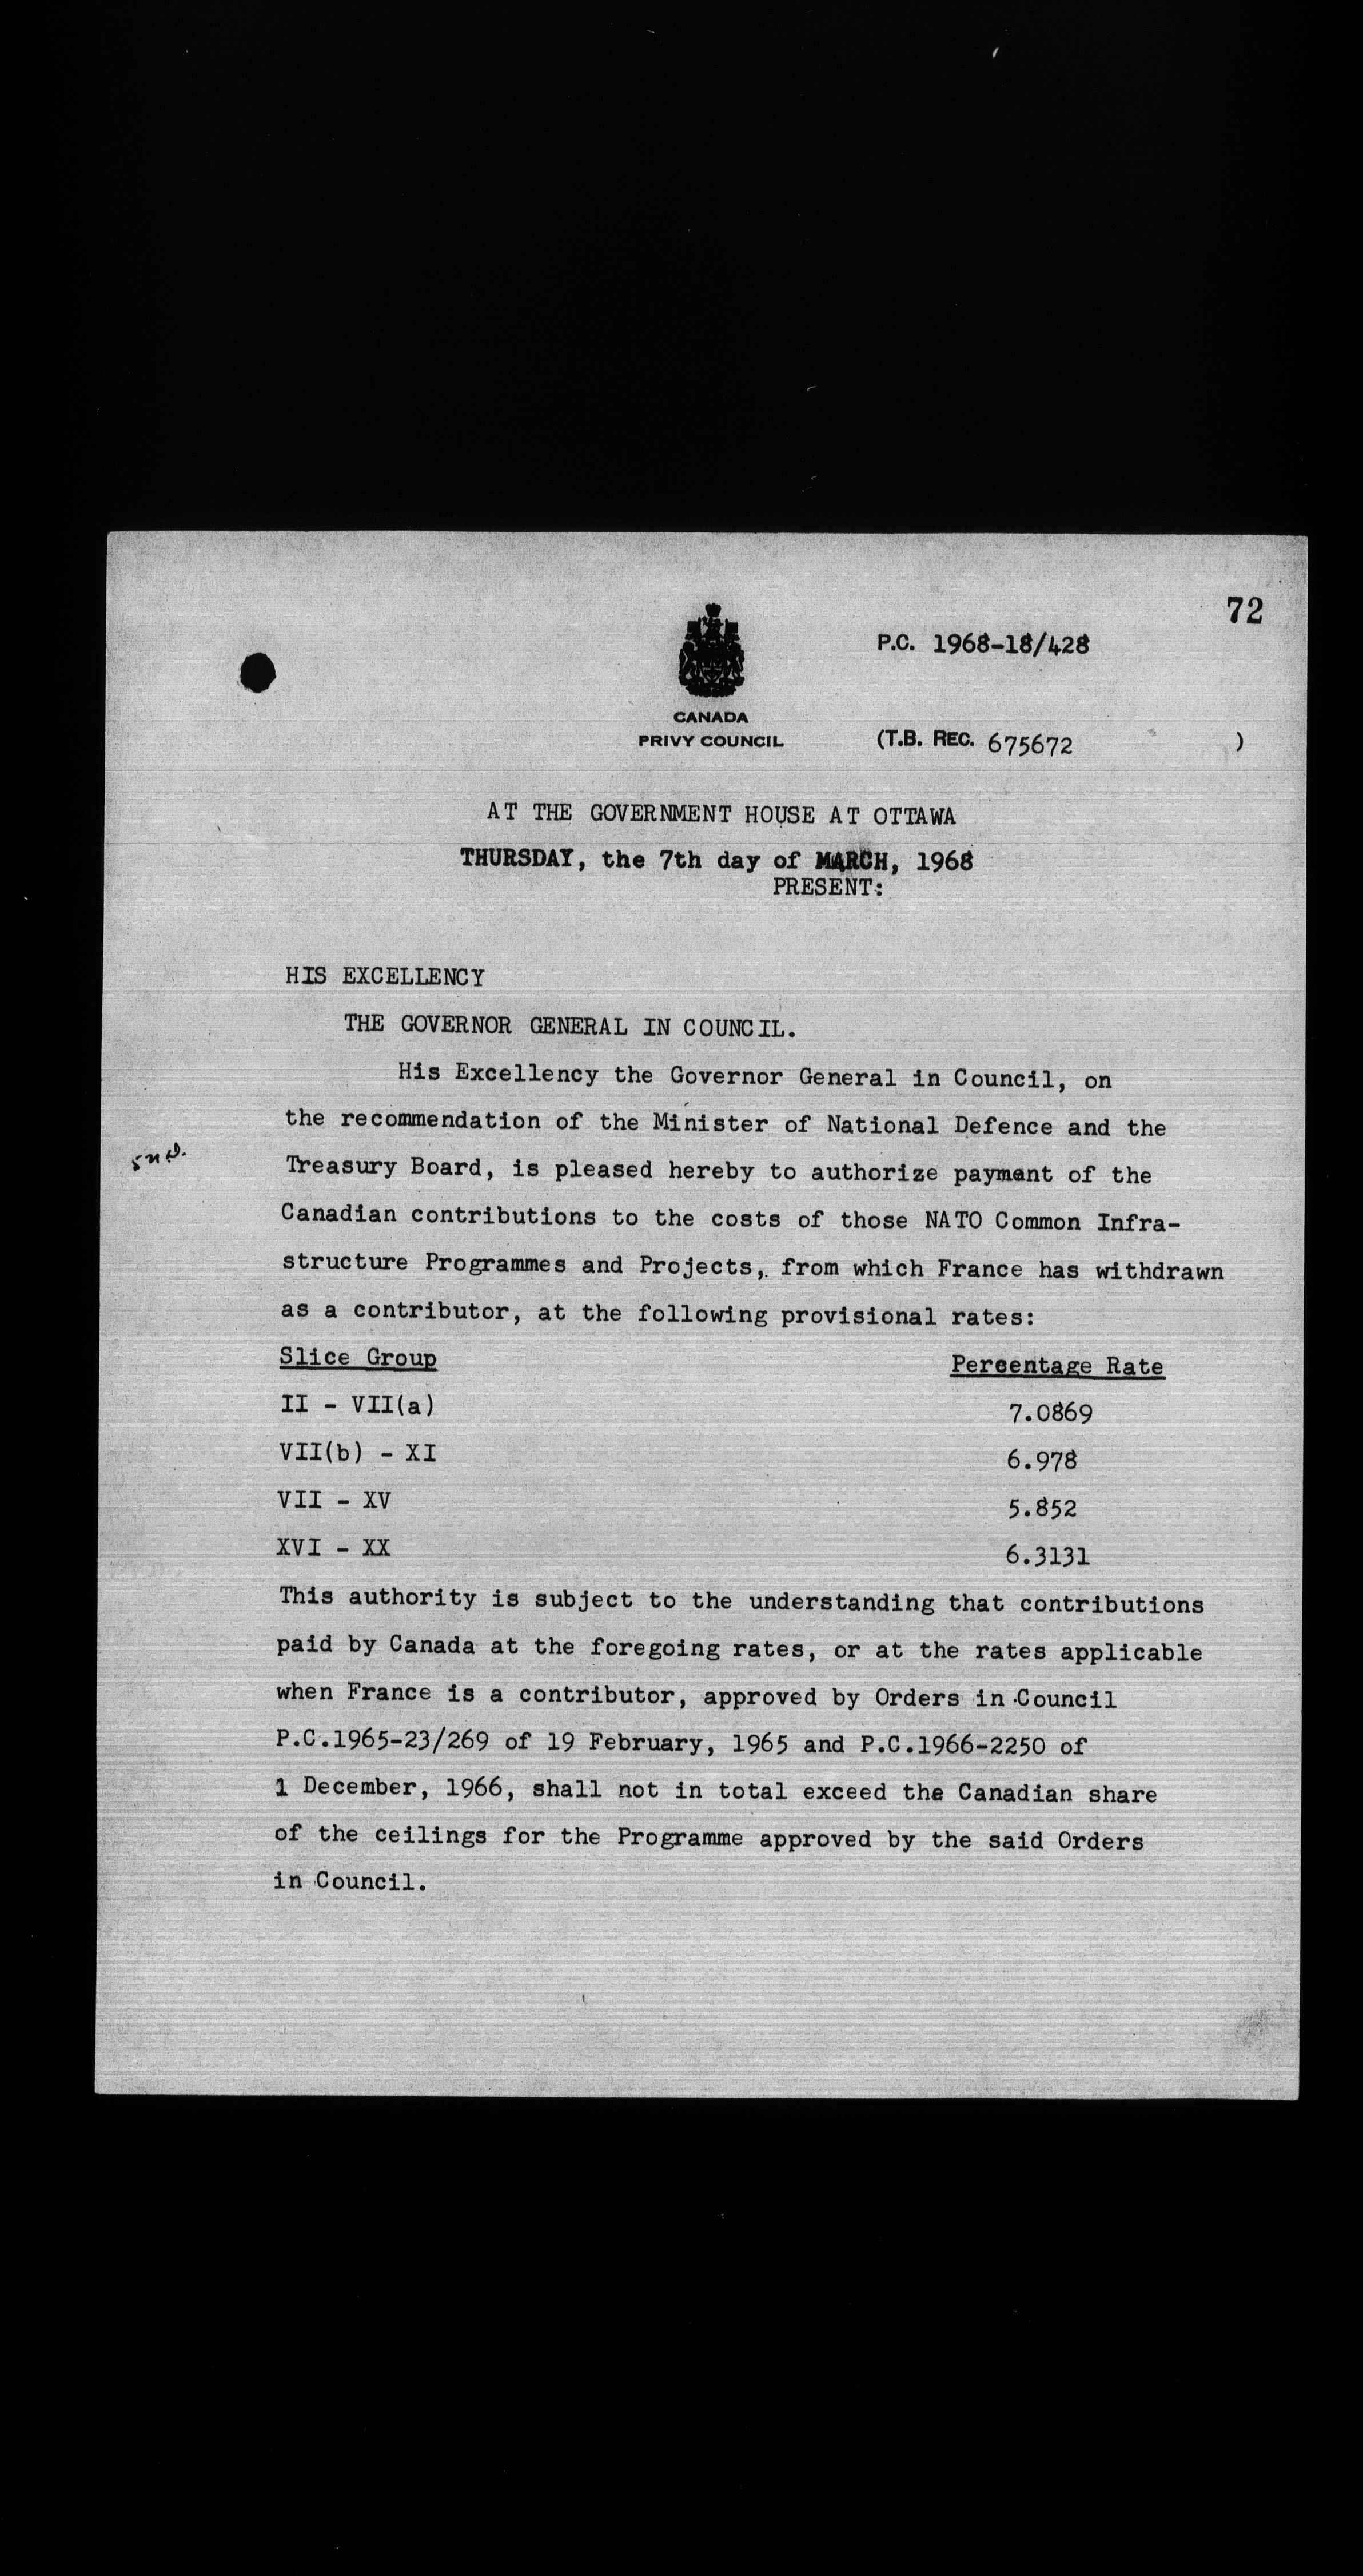 72
P.C. 1968-18/428
CANADA
PRIVY COUNCIL
(T.B. REC. 675672 )
AT THE GOVERNMENT HOUSE AT OTTAWA
THURSDAY, the 7th day of MARCH, 1968
PRESENT:
HIS EXCELLENCY
THE GOVERNOR GENERAL IN COUNCIL.
His Excellency the Governor General in Council, on
the recommendation of the Minister of National Defence and the
Treasury Board, is pleased hereby to authorize payment of the
Canadian contributions to the costs of those NATO Common Infra-
structure Programmes and Projects, from which France has withdrawn
as a contributor, at the following provisional rates:
Slice Group Percentage Rate
II - VII(a) 7.0869
VII(b) - XI 6.978
VII - XV 5.852
XVI - XX 6.3131
This authority is subject to the understanding that contributions
paid by Canada at the foregoing rates, or at the rates applicable
when France is a contributor, approved by Orders in Council
P.C.1965-23/269 of 19 February, 1965 and P.C.1966-2250 of
1 December, 1966, shall not in total exceed the Canadian share
of the ceilings for the Programme approved by the said Orders
in Council.